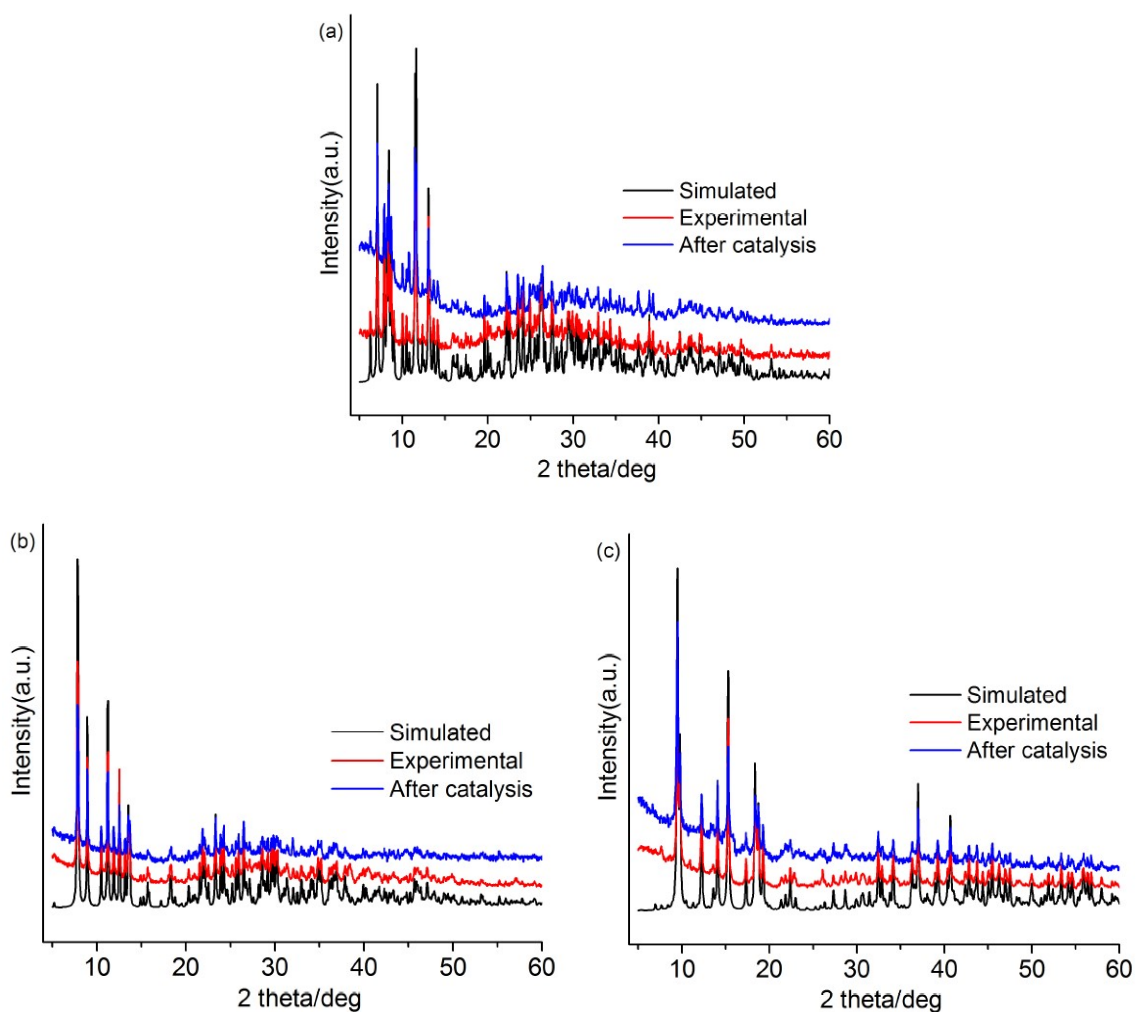 (a)
Intensity(a.u.)
Simulated
Experimental
After catalysis
10 20 30 40 50 60
2 theta/deg
(b)
Intensity(a.u.)
Simulated
Experimental
After catalysis
10 20 30 40 50 60
2 theta/deg
(c)
Intensity(a.u.)
Simulated
Experimental
After catalysis
10 20 30 40 50 60
2 theta/deg